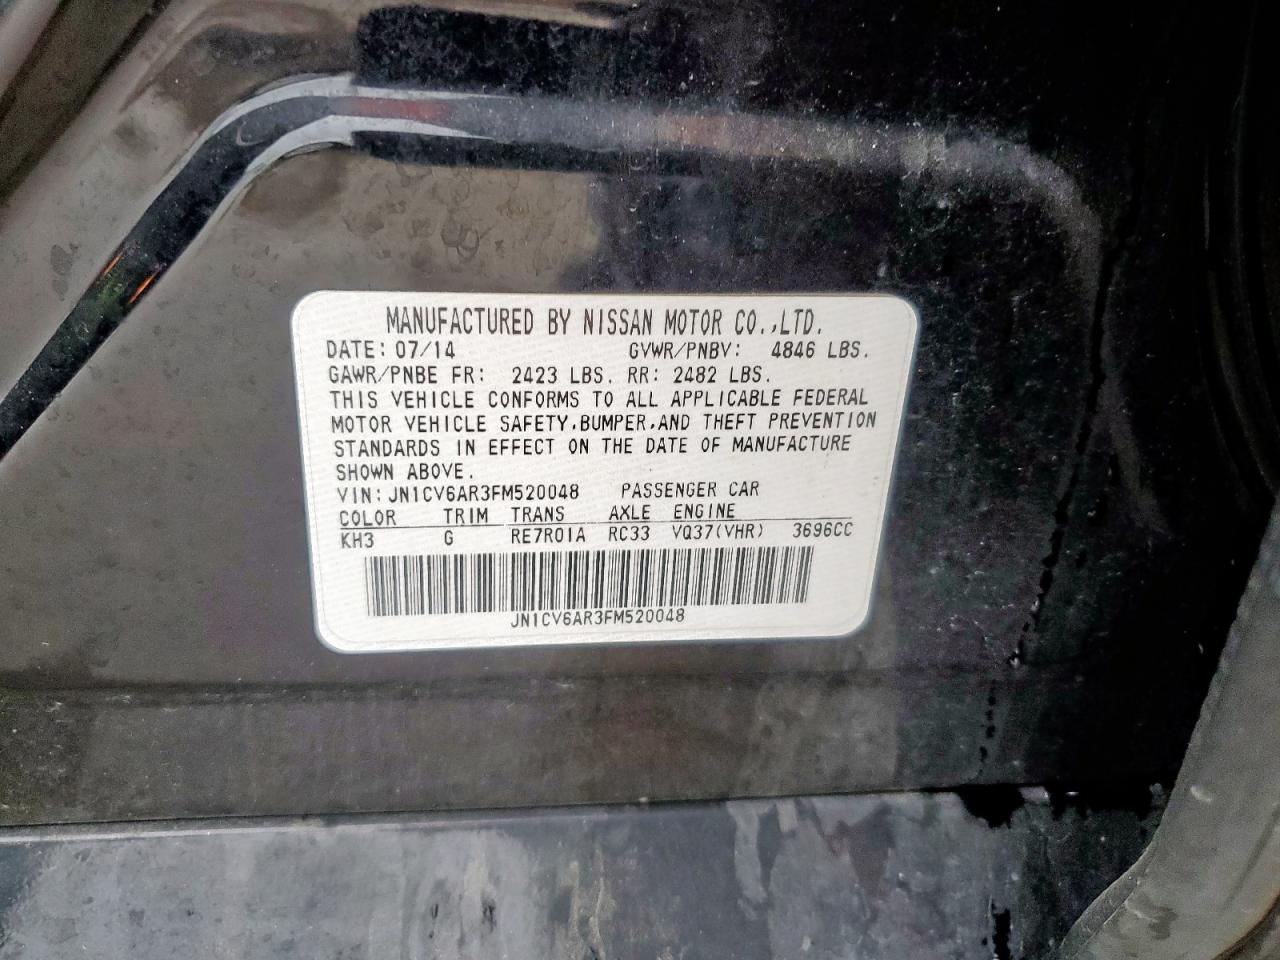 MANUFACTURED BY NISSAN MOTOR CO.,LTD.
DATE: 07/14 GVWR/PNBV: 4846 LBS.
GAWR/PNBE FR: 2423 LBS. RR: 2482 LBS.
THIS VEHICLE CONFORMS TO ALL APPLICABLE FEDERAL
MOTOR VEHICLE SAFETY,BUMPER,AND THEFT PREVENTION
STANDARDS IN EFFECT ON THE DATE OF MANUFACTURE
SHOWN ABOVE.
VIN: JN1CV6AR3FM520048 PASSENGER CAR
COLOR TRIM TRANS AXLE ENGINE
KH3 G RE7R01A RC33 VQ37(VHR) 3696CC
JN1CV6AR3FM520048